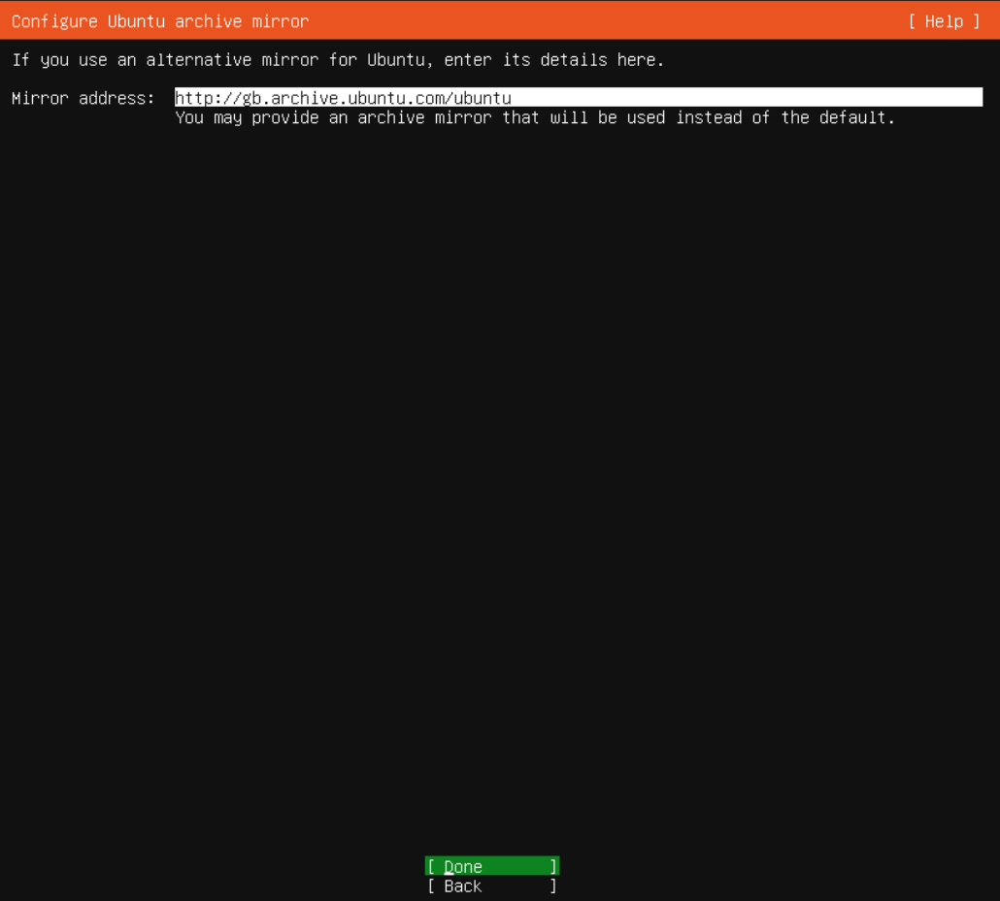 Configure Ubuntu archive mirror [ Help ]
If you use an alternative mirror for Ubuntu, enter its details here.
Mirror address: http://gb.archive.ubuntu.com/ubuntu
You may provide an archive mirror that will be used instead of the default.
[ Done ]
[ Back ]